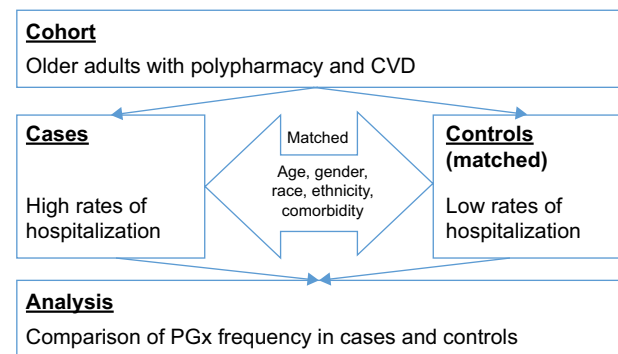 Cohort
Older adults with polypharmacy and CVD
Cases
High rates of
hospitalization
Matched
Age, gender,
race, ethnicity,
comorbidity
Controls
(matched)
Low rates of
hospitalization
Analysis
Comparison of PGx frequency in cases and controls